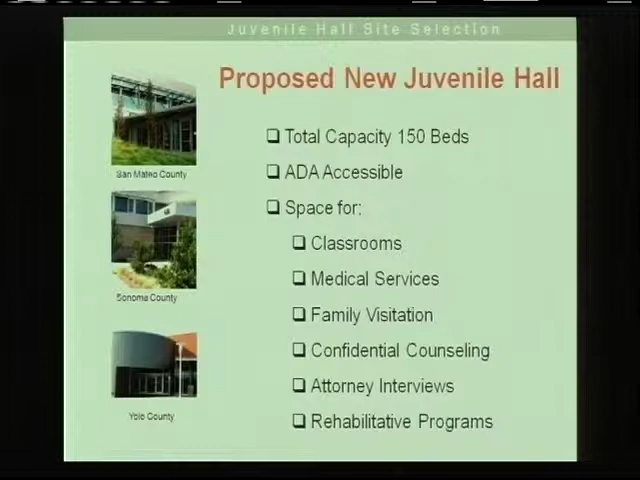 Juvenile Hall Site Selection
Proposed New Juvenile Hall
Total Capacity 150 Beds
ADA Accessible
Space for:
Classrooms
Medical Services
Family Visitation
Confidential Counseling
Attorney Interviews
Rehabilitative Programs
San Mateo County
Sonoma County
Yolo County